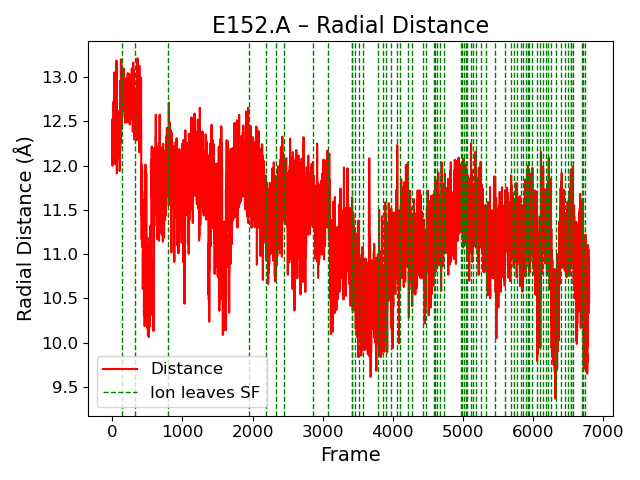 E152.A – Radial Distance
Radial Distance (Å)
13.0
12.5
12.0
11.5
11.0
10.5
10.0
9.5
Distance
Ion leaves SF
0 1000 2000 3000 4000 5000 6000 7000
Frame